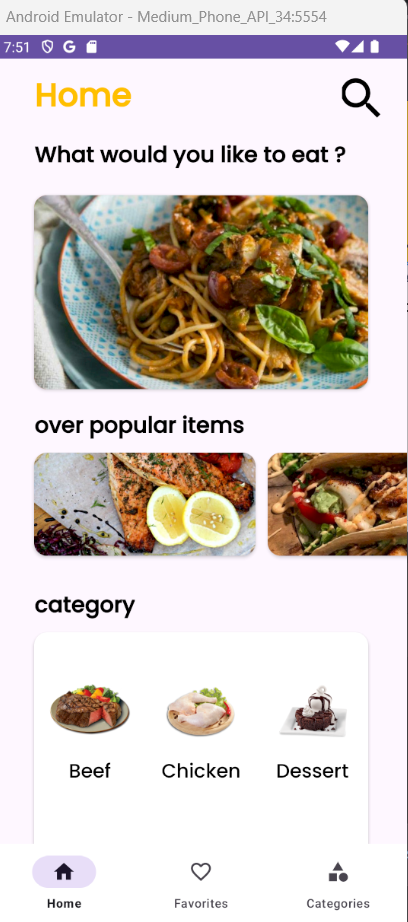 Android Emulator - Medium_Phone_API_34:5554
7:51
Home
What would you like to eat ?
over popular items
category
Beef Chicken Dessert
Home Favorites Categories